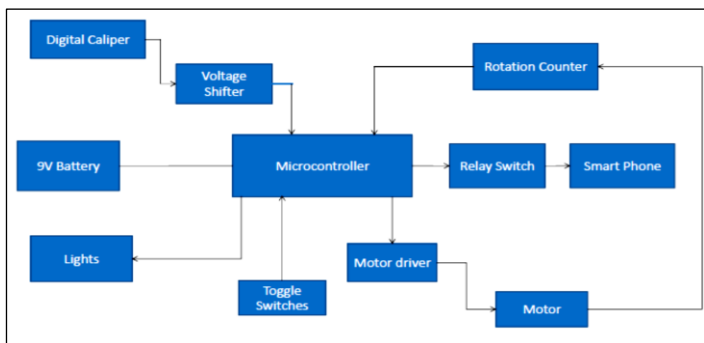 Digital Caliper
Voltage
Shifter
Rotation Counter
9V Battery
Microcontroller
Relay Switch
Smart Phone
Lights
Toggle
Switches
Motor driver
Motor